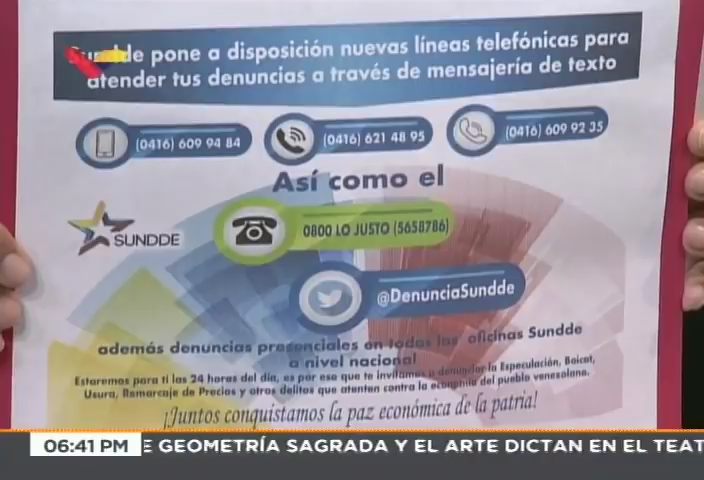 Sundde pone a disposición nuevas líneas telefónicas para
atender tus denuncias a través de mensajería de texto
(0416) 609 94 84
(0416) 621 48 95
(0416) 609 92 35
Así como el
SUNDDE
0800 LO JUSTO (5658786)
@DenunciaSundde
además denuncias presenciales en todas las oficinas Sundde
a nivel nacional
Estaremos para ti las 24 horas del día, es por eso que te invitamos a denunciar la Especulación, Boicot,
Usura, Remarcaje de Precios y otros delitos que atenten contra la economía del pueblo venezolano.
¡Juntos conquistamos la paz económica de la patria!
06:41 PM
E GEOMETRÍA SAGRADA Y EL ARTE DICTAN EN EL TEAT